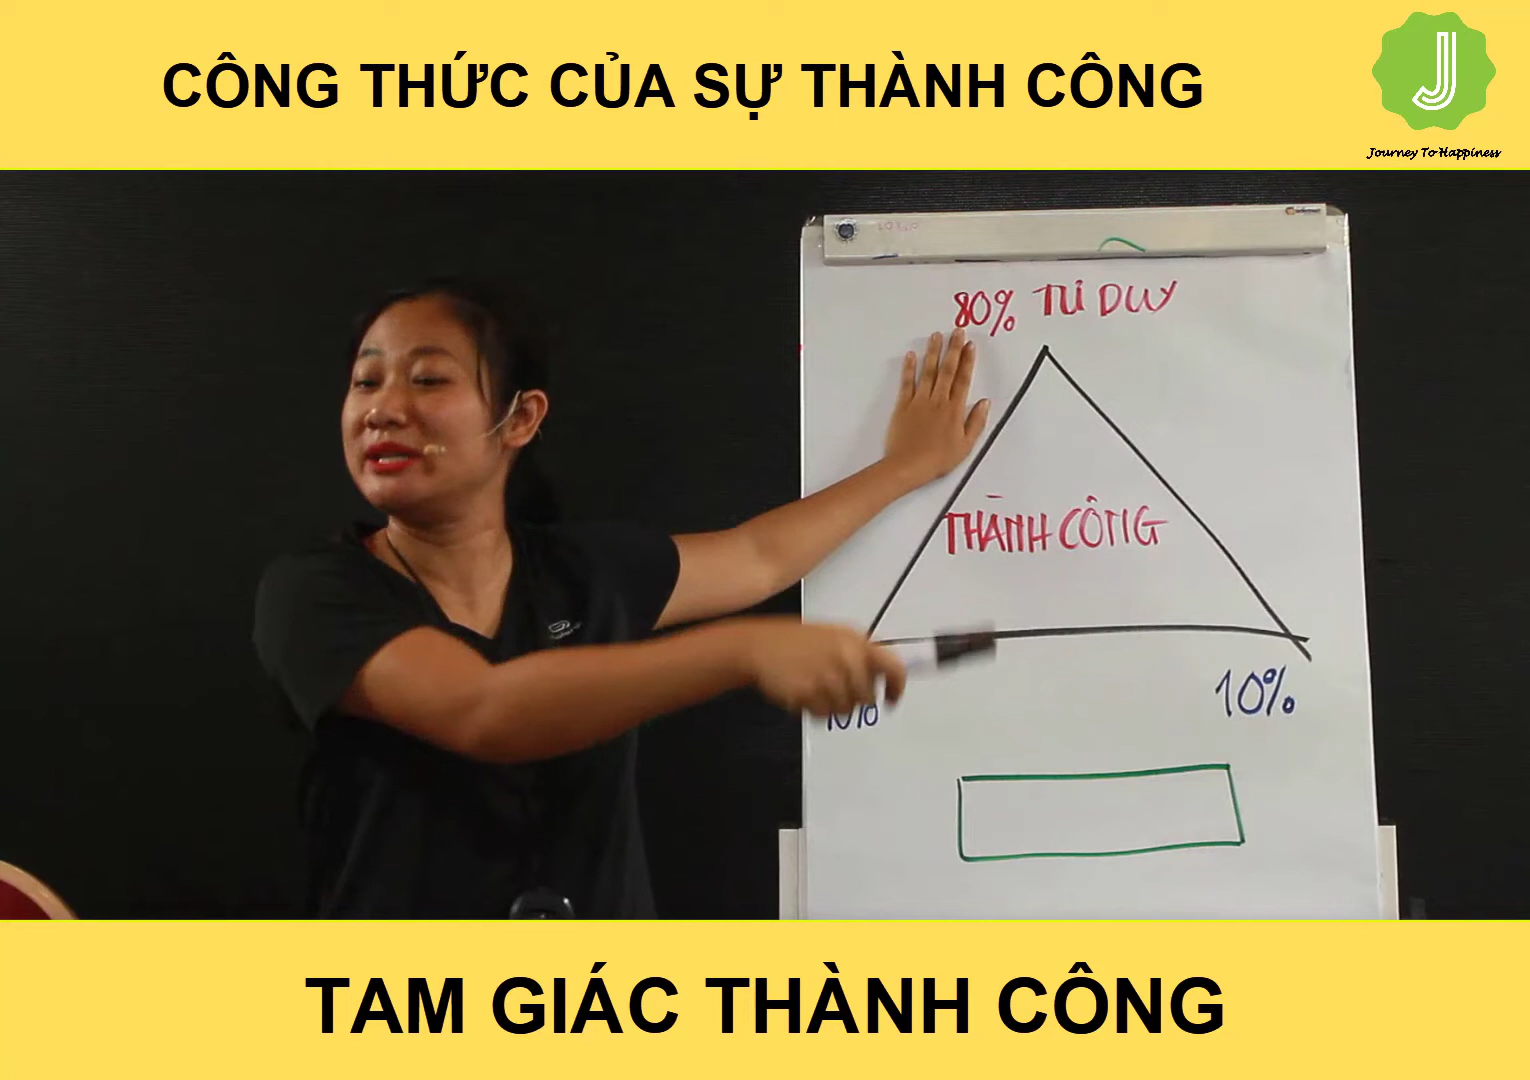 CÔNG THỨC CỦA SỰ THÀNH CÔNG
Journey To Happiness
80% TƯ DUY
THÀNH CÔNG
10%
10%
TAM GIÁC THÀNH CÔNG